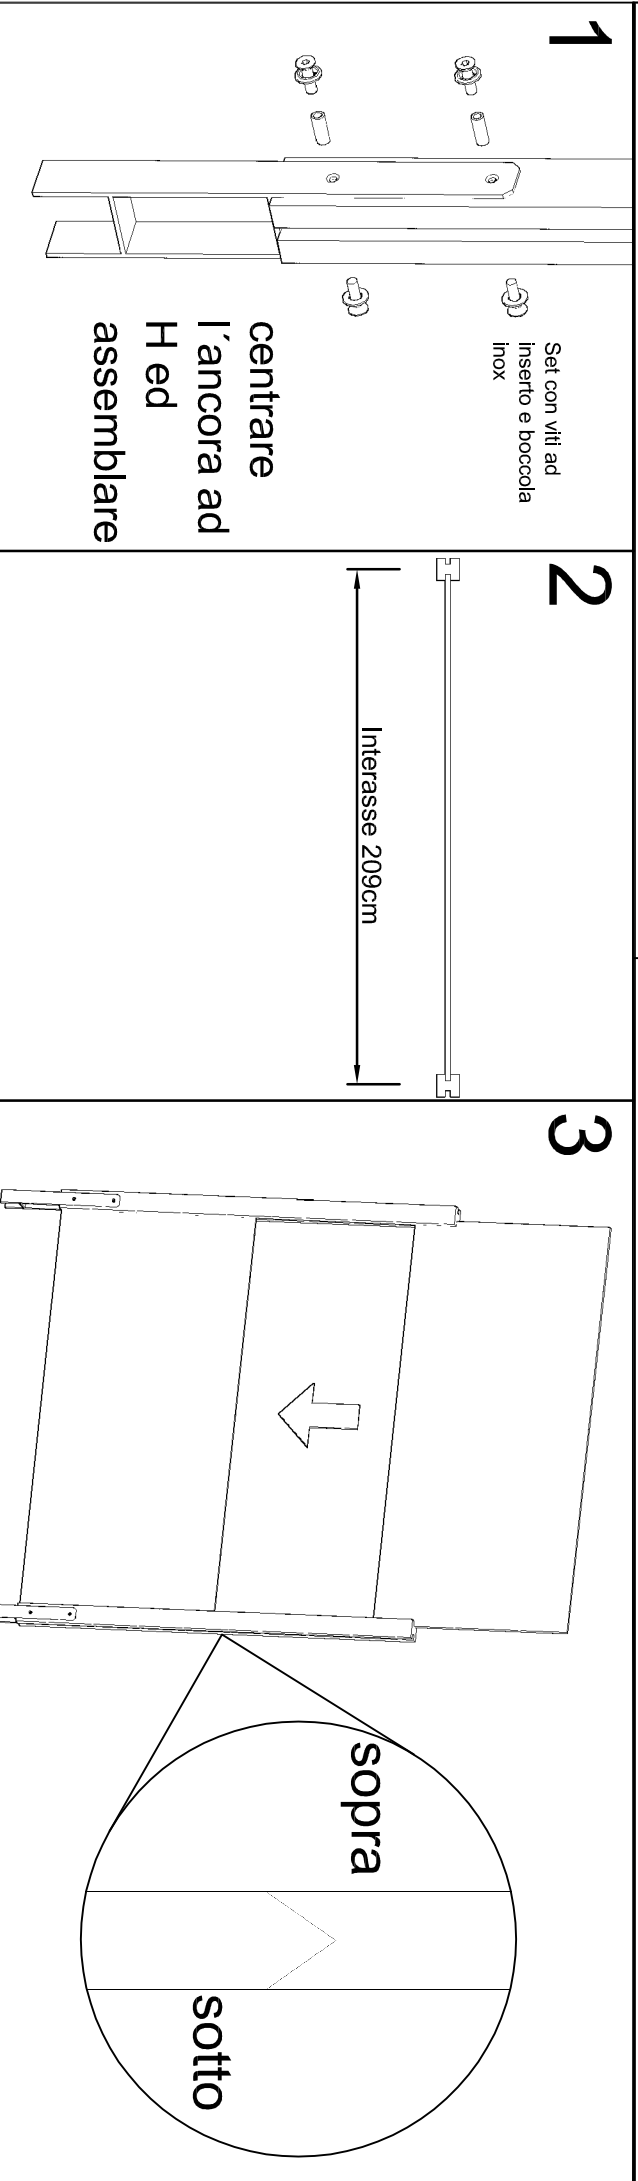 1
Set con viti ad
inserto e boccola
inox
centrare
l´ancora ad
H ed
assemblare
2
Interasse 209cm
3
sopra
sotto